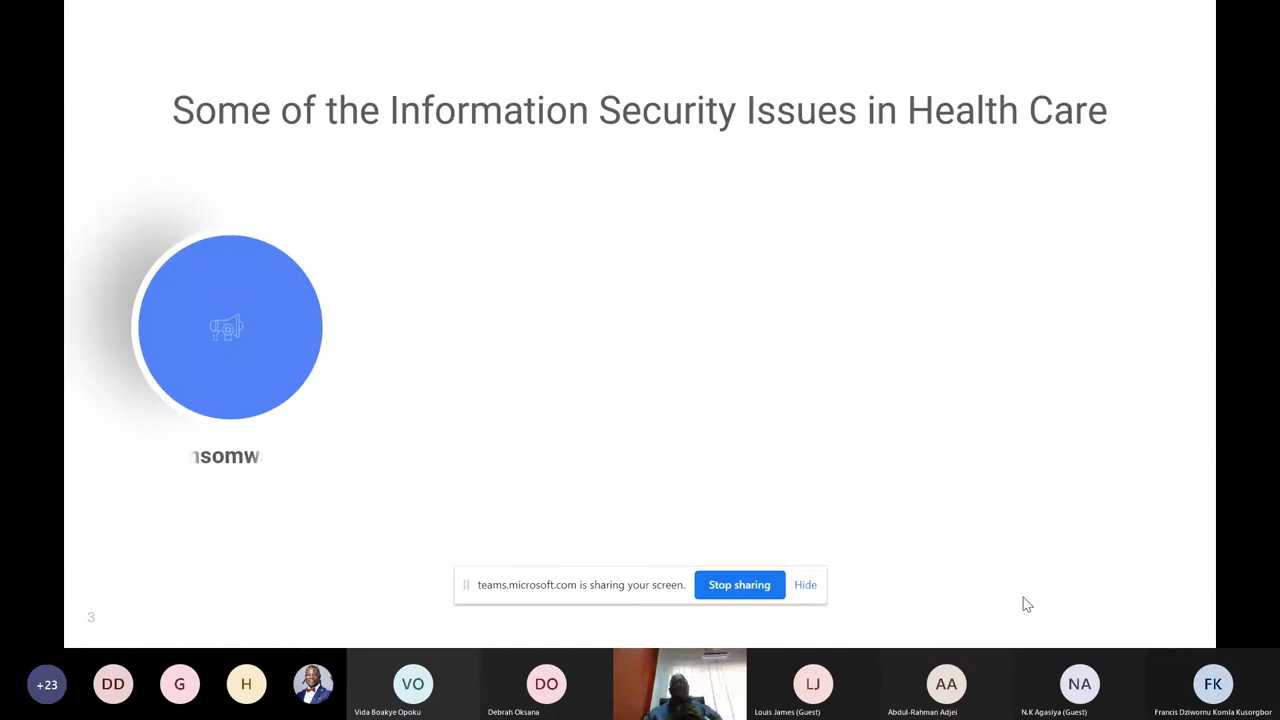 Some of the Information Security Issues in Health Care
nsomw
teams.microsoft.com is sharing your screen.
Stop sharing
Hide
3
+23
DD
G
H
VO
DO
LJ
AA
NA
FK
Vida Boakye Opoku
Debrah Oksana
Louis James (Guest)
Abdul-Rahman Adjei
N.K Agasiya (Guest)
Francis Dziwornu Komla Kusorgbor